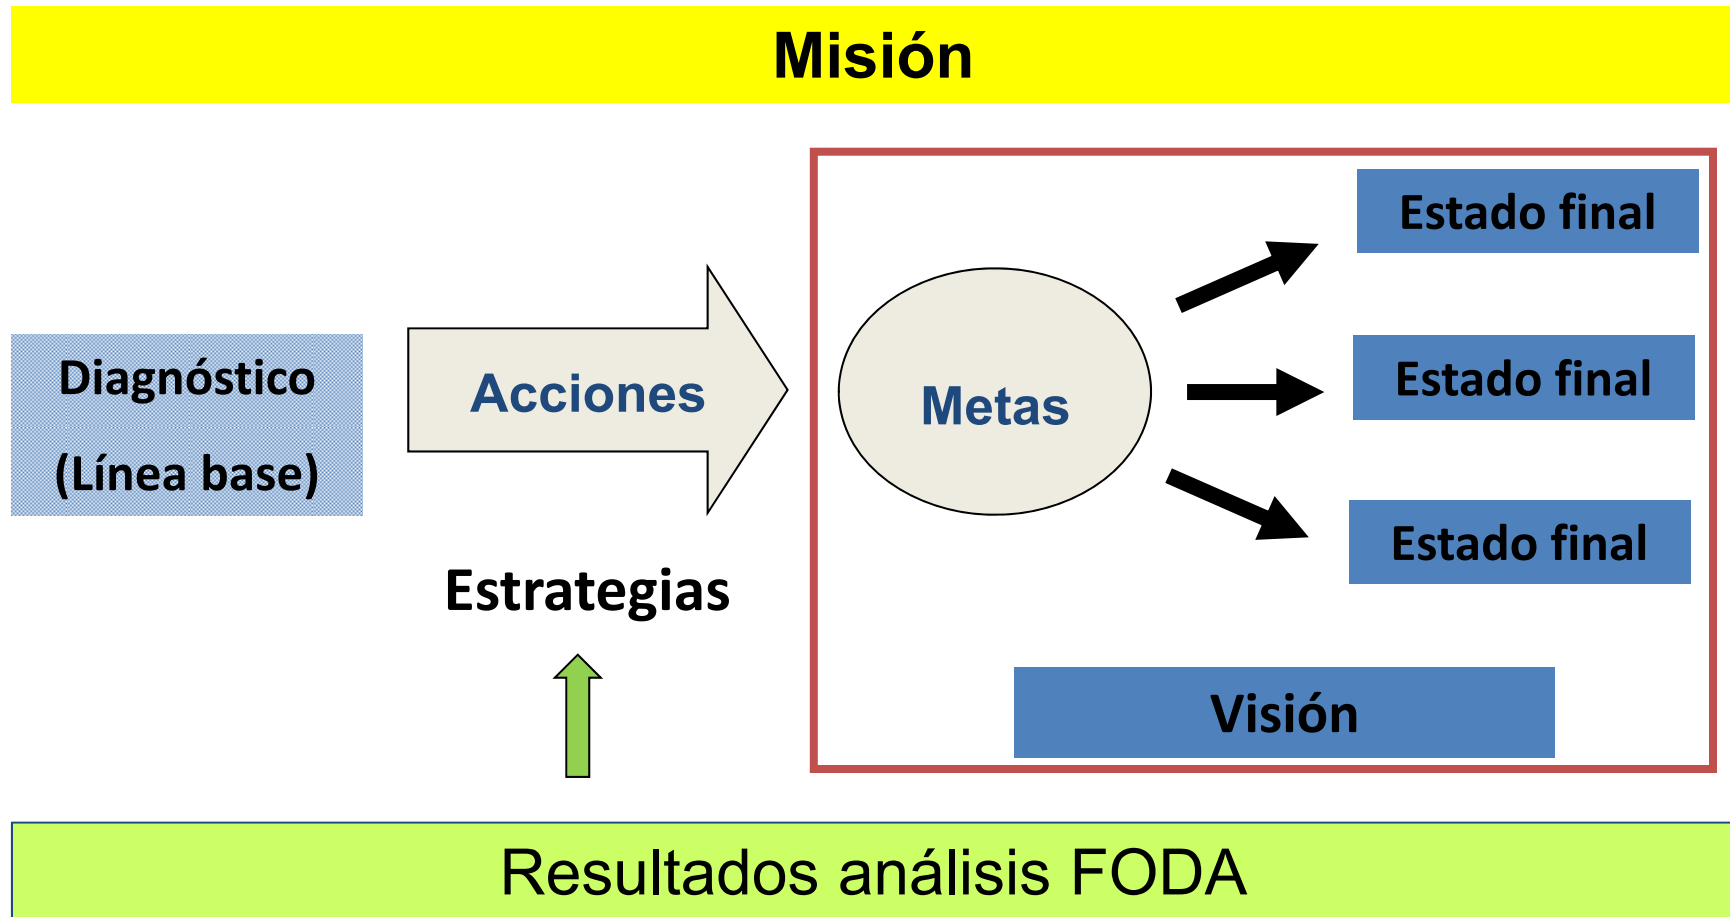 Misión
Diagnóstico
(Línea base)
Acciones
Estrategias
Metas
Estado final
Estado final
Estado final
Visión
Resultados análisis FODA